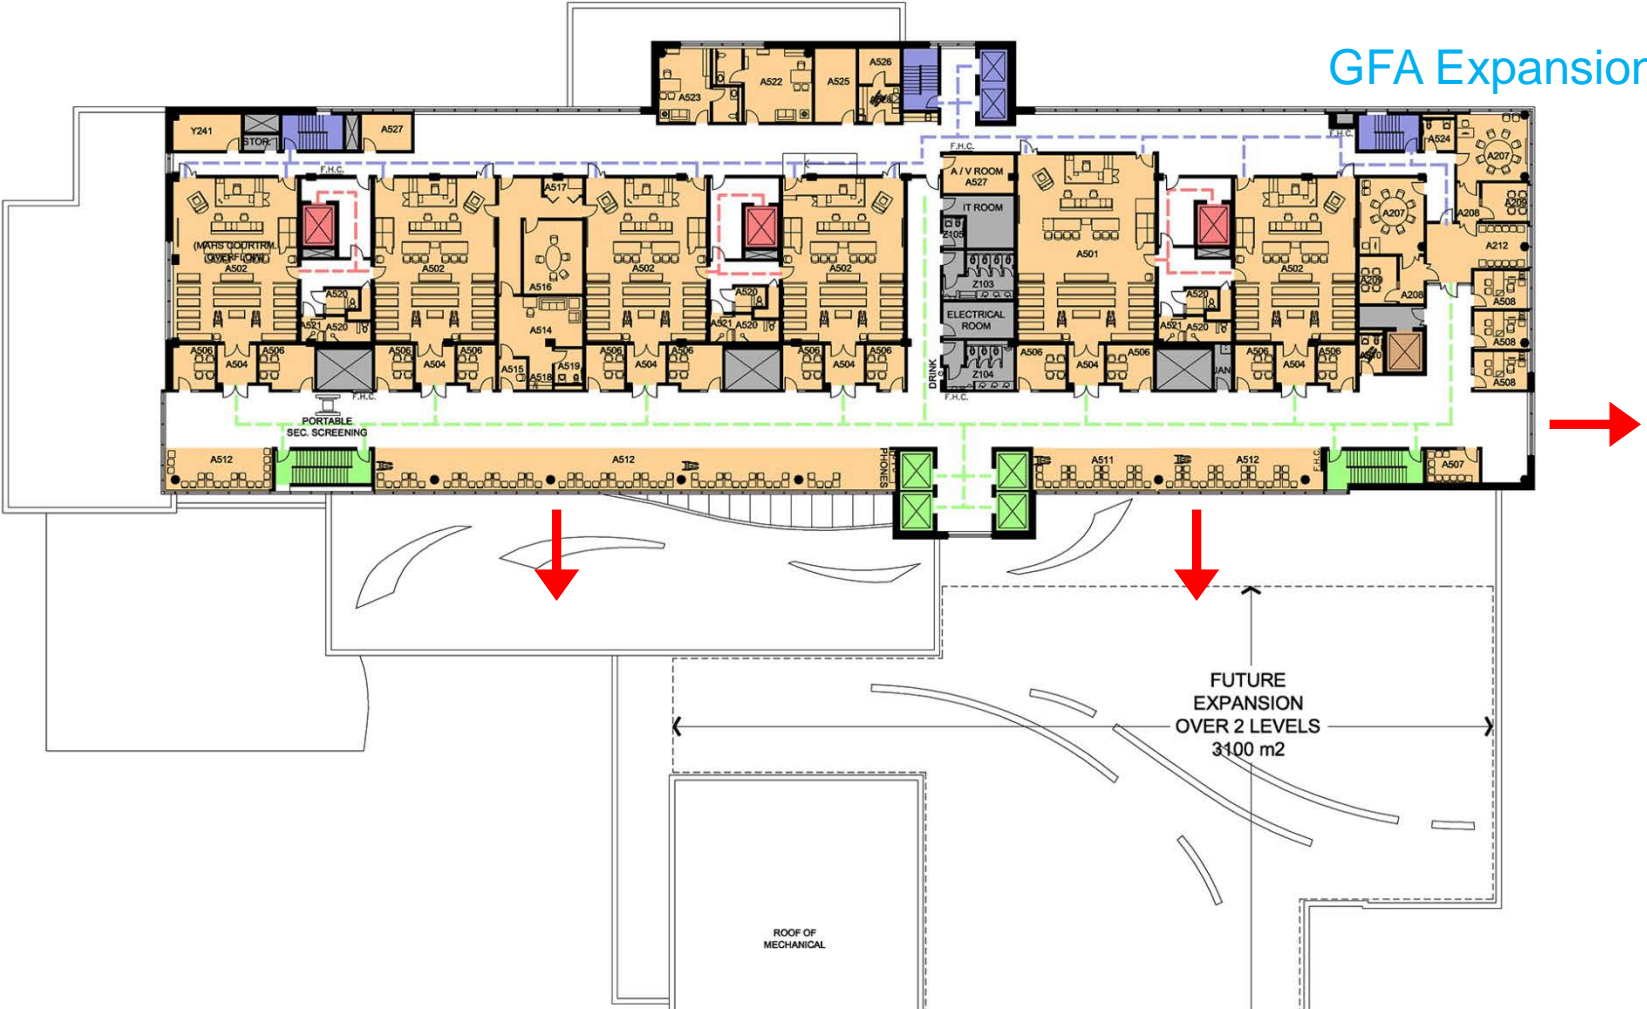 GFA Expansion
A523
A522
A525
A526
Y241
STOR.
A527
F.H.C.
F.H.C.
F.H.C.
A524
A207
A209
A208
A / V ROOM
A527
IT ROOM
Z105
A517
A207
A212
(MAHS COURTRM.
OVERFLOW)
A502
A502
A516
A502
A502
A501
A502
A209
A208
Z103
A520
A520
A520
A521
A520
A514
A521
A520
A521
A520
ELECTRICAL
ROOM
A508
A508
A506
A506
A504
A506
A506
A504
A515
A518
A519
A506
A506
A504
A506
A506
A504
DRINK
Z104
A506
A506
A504
JAN
A506
A506
A504
A510
A508
F.H.C.
F.H.C.
PORTABLE
SEC. SCREENING
A512
A512
PHONES
A511
A512
F.H.C.
A507
FUTURE
EXPANSION
OVER 2 LEVELS
3100 m2
ROOF OF
MECHANICAL